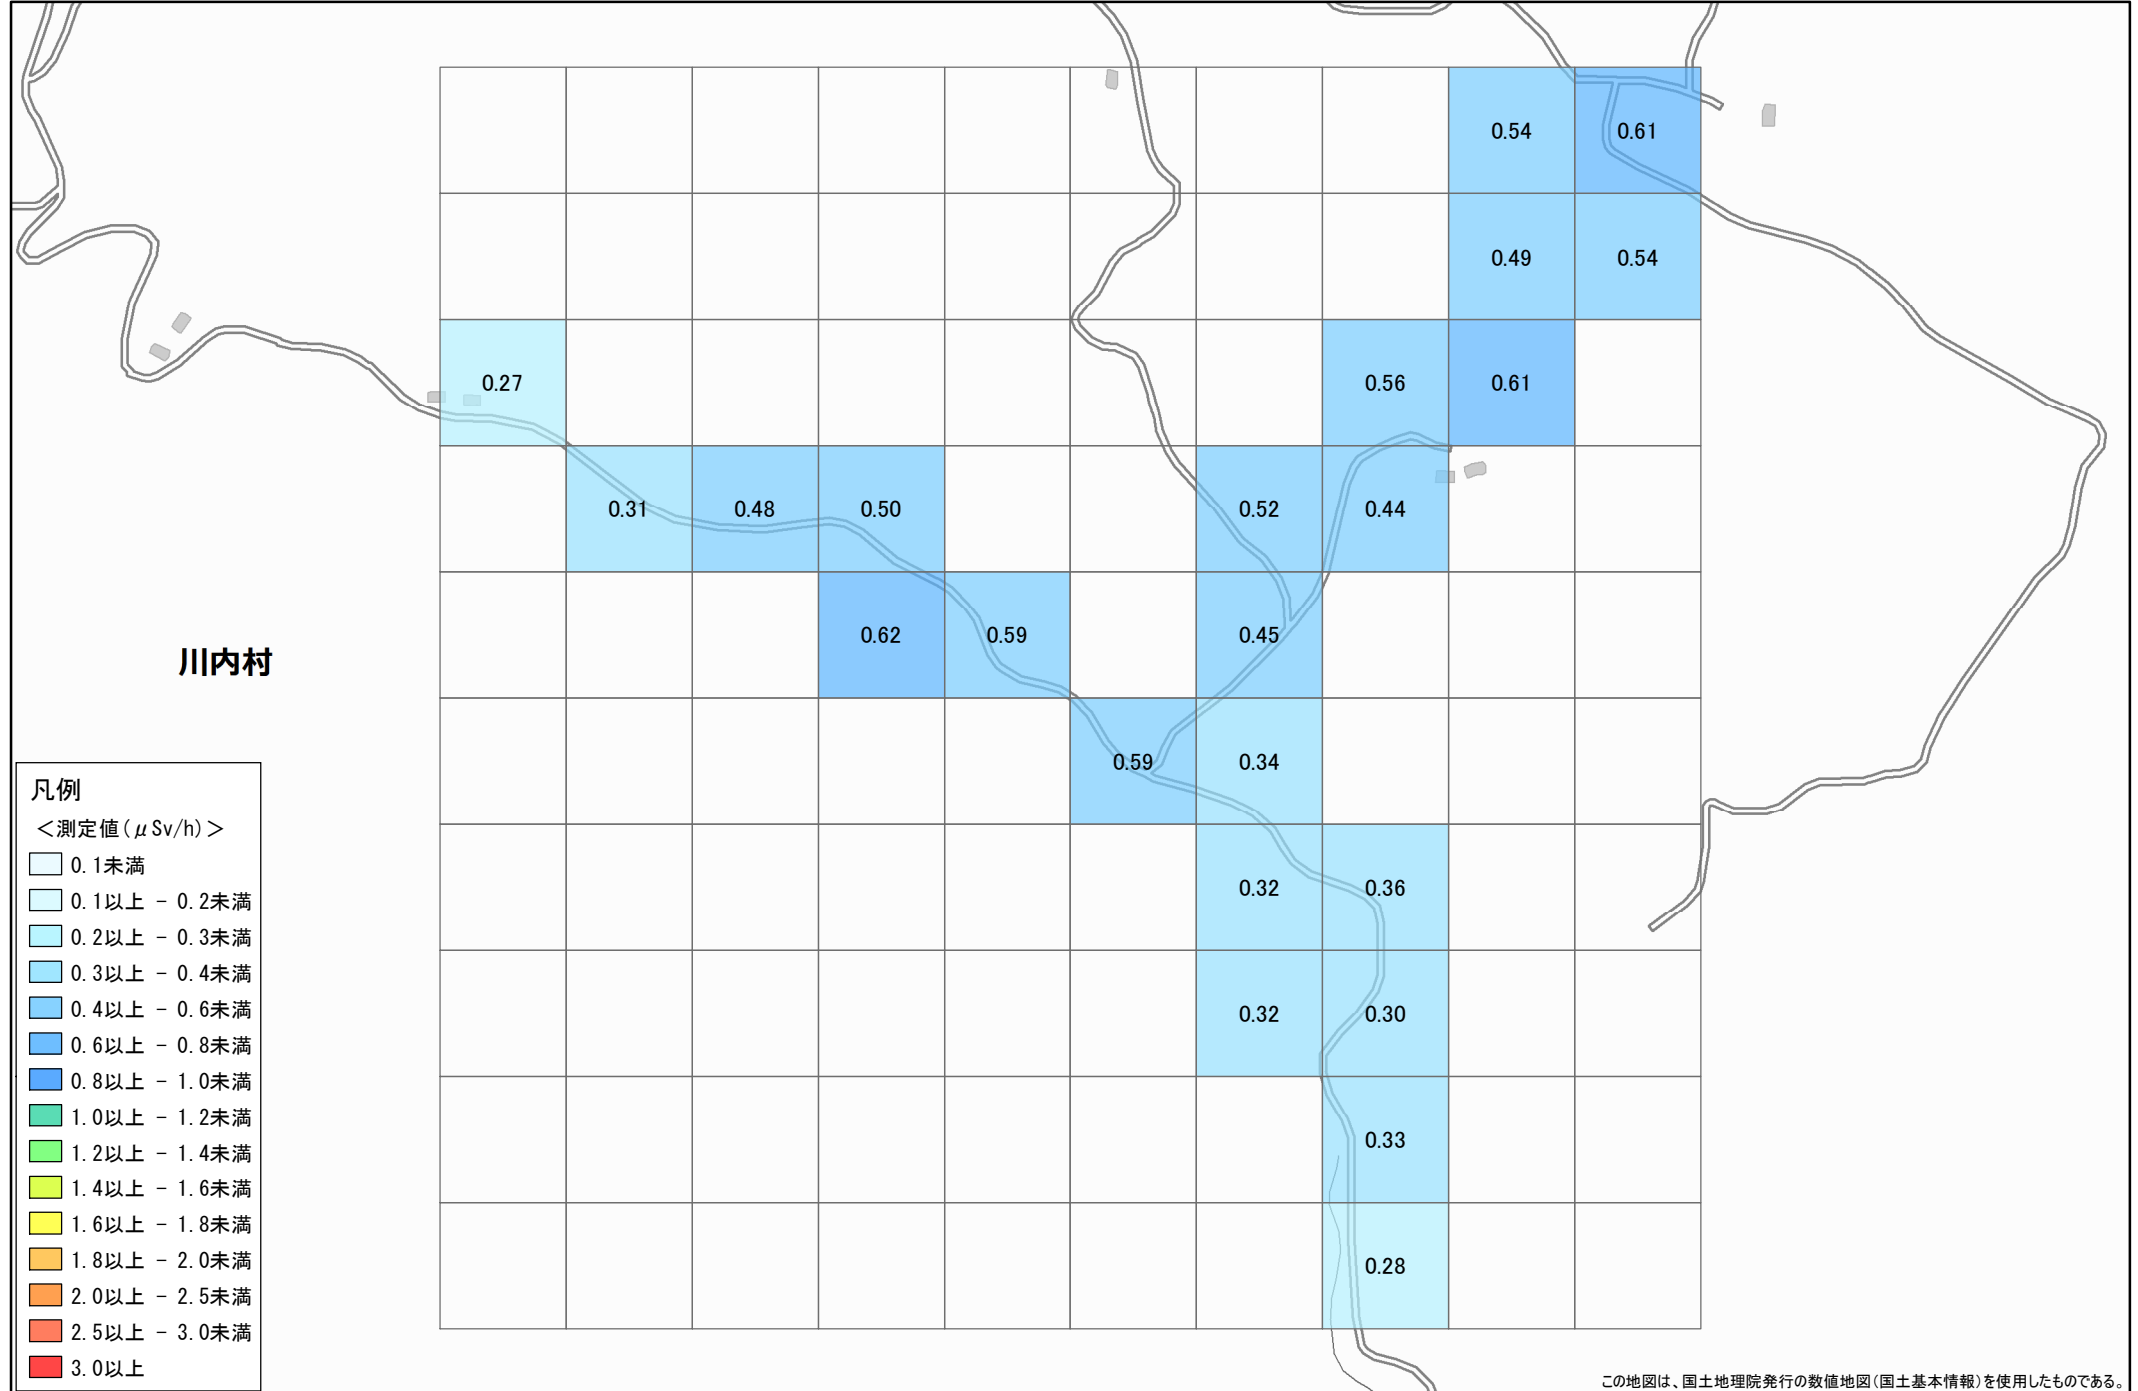 0.54 0.61
0.49 0.54
0.27 0.56 0.61
0.31 0.48 0.50 0.52 0.44
0.62 0.59 0.45
川内村
0.59 0.34
0.32 0.36
0.32 0.30
0.33
0.28
凡例
＜測定値(μSv/h)＞
0.1未満
0.1以上 - 0.2未満
0.2以上 - 0.3未満
0.3以上 - 0.4未満
0.4以上 - 0.6未満
0.6以上 - 0.8未満
0.8以上 - 1.0未満
1.0以上 - 1.2未満
1.2以上 - 1.4未満
1.4以上 - 1.6未満
1.6以上 - 1.8未満
1.8以上 - 2.0未満
2.0以上 - 2.5未満
2.5以上 - 3.0未満
3.0以上
この地図は、国土地理院発行の数値地図(国土基本情報)を使用したものである。